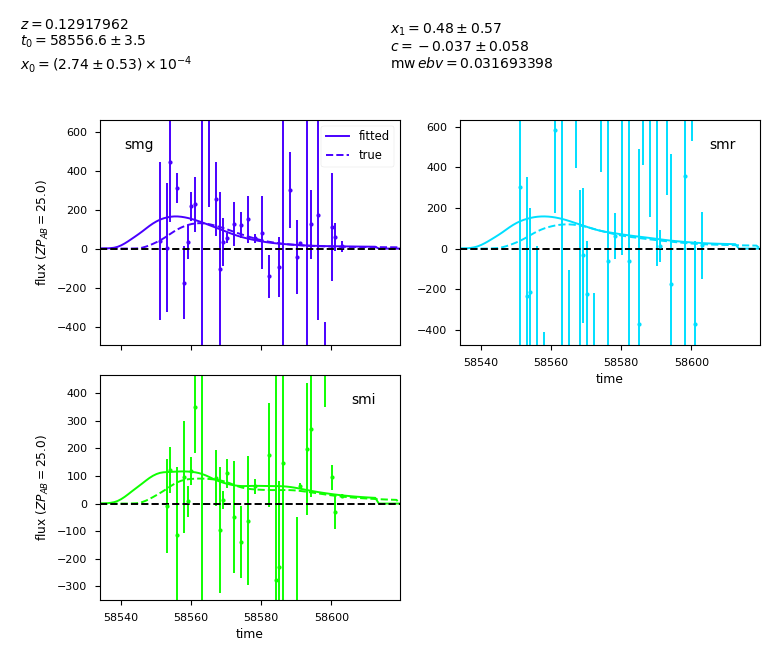 z = 0.12917962
t₀ = 58556.6 ± 3.5
x₀ = (2.74 ± 0.53) × 10⁻⁴
x₁ = 0.48 ± 0.57
c = −0.037 ± 0.058
mw ebv = 0.031693398
smg
fitted
true
600
400
200
0
−200
−400
flux (ZP_AB = 25.0)
smr
600
400
200
0
−200
−400
58540 58560 58580 58600
time
smi
400
300
200
100
0
−100
−200
−300
flux (ZP_AB = 25.0)
58540 58560 58580 58600
time